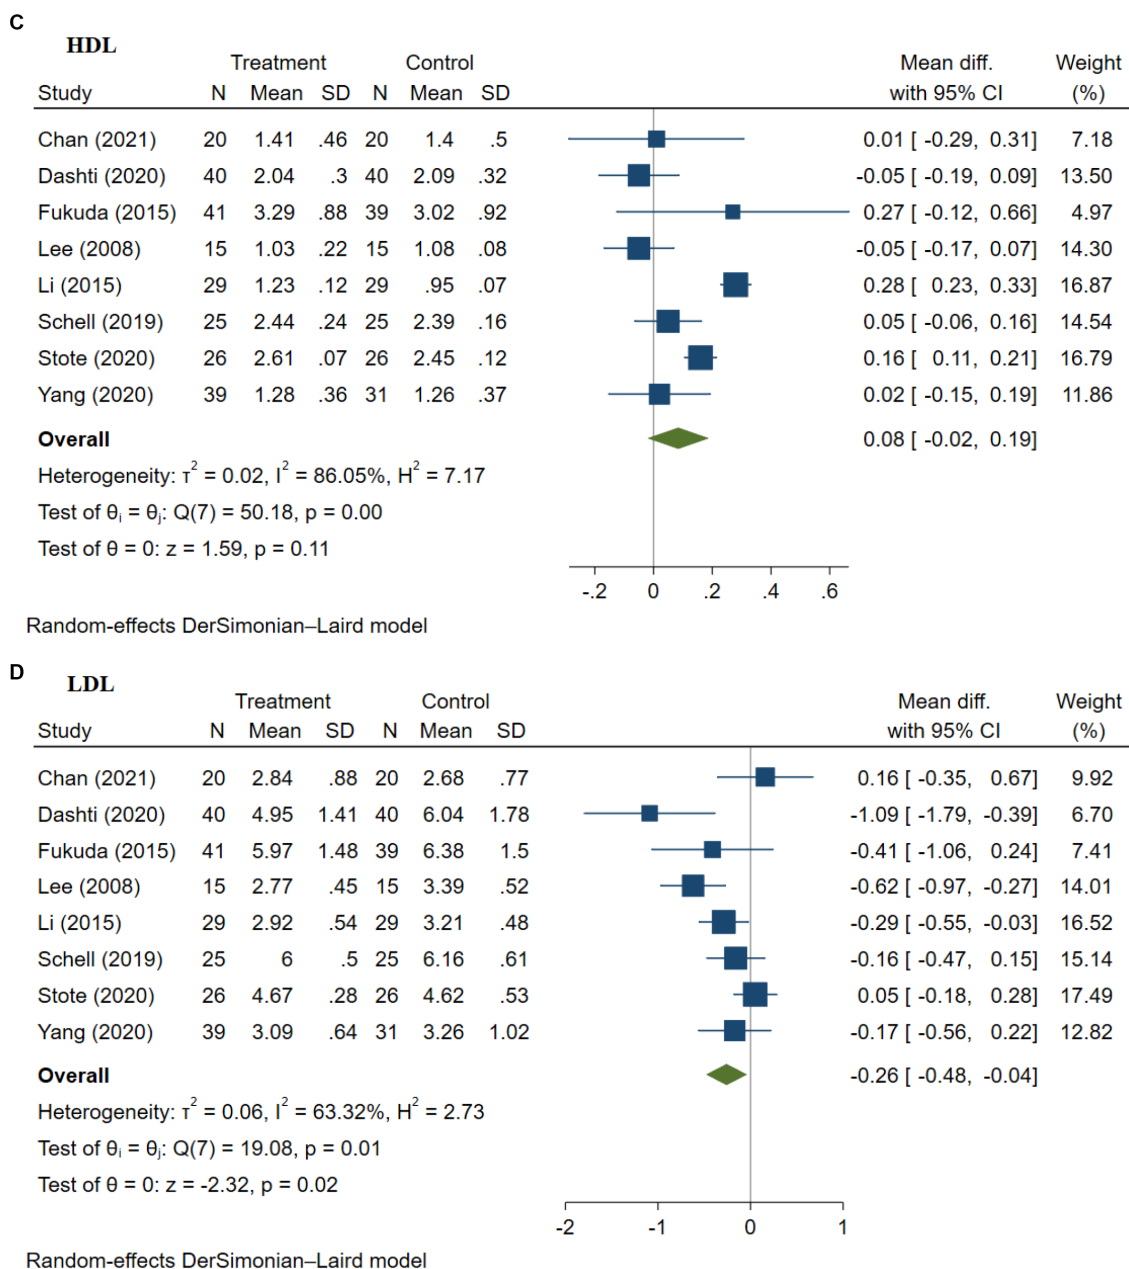 C
HDL
Treatment Control Mean diff. Weight
Study N Mean SD N Mean SD with 95% CI (%)
Chan (2021) 20 1.41 .46 20 1.4 .5 0.01 [ -0.29, 0.31] 7.18
Dashti (2020) 40 2.04 .3 40 2.09 .32 -0.05 [ -0.19, 0.09] 13.50
Fukuda (2015) 41 3.29 .88 39 3.02 .92 0.27 [ -0.12, 0.66] 4.97
Lee (2008) 15 1.03 .22 15 1.08 .08 -0.05 [ -0.17, 0.07] 14.30
Li (2015) 29 1.23 .12 29 .95 .07 0.28 [ 0.23, 0.33] 16.87
Schell (2019) 25 2.44 .24 25 2.39 .16 0.05 [ -0.06, 0.16] 14.54
Stote (2020) 26 2.61 .07 26 2.45 .12 0.16 [ 0.11, 0.21] 16.79
Yang (2020) 39 1.28 .36 31 1.26 .37 0.02 [ -0.15, 0.19] 11.86
Overall 0.08 [ -0.02, 0.19]
Heterogeneity: τ² = 0.02, I² = 86.05%, H² = 7.17
Test of θᵢ = θⱼ: Q(7) = 50.18, p = 0.00
Test of θ = 0: z = 1.59, p = 0.11
-.2 0 .2 .4 .6
Random-effects DerSimonian–Laird model
D
LDL
Treatment Control Mean diff. Weight
Study N Mean SD N Mean SD with 95% CI (%)
Chan (2021) 20 2.84 .88 20 2.68 .77 0.16 [ -0.35, 0.67] 9.92
Dashti (2020) 40 4.95 1.41 40 6.04 1.78 -1.09 [ -1.79, -0.39] 6.70
Fukuda (2015) 41 5.97 1.48 39 6.38 1.5 -0.41 [ -1.06, 0.24] 7.41
Lee (2008) 15 2.77 .45 15 3.39 .52 -0.62 [ -0.97, -0.27] 14.01
Li (2015) 29 2.92 .54 29 3.21 .48 -0.29 [ -0.55, -0.03] 16.52
Schell (2019) 25 6 .5 25 6.16 .61 -0.16 [ -0.47, 0.15] 15.14
Stote (2020) 26 4.67 .28 26 4.62 .53 0.05 [ -0.18, 0.28] 17.49
Yang (2020) 39 3.09 .64 31 3.26 1.02 -0.17 [ -0.56, 0.22] 12.82
Overall -0.26 [ -0.48, -0.04]
Heterogeneity: τ² = 0.06, I² = 63.32%, H² = 2.73
Test of θᵢ = θⱼ: Q(7) = 19.08, p = 0.01
Test of θ = 0: z = -2.32, p = 0.02
-2 -1 0 1
Random-effects DerSimonian–Laird model